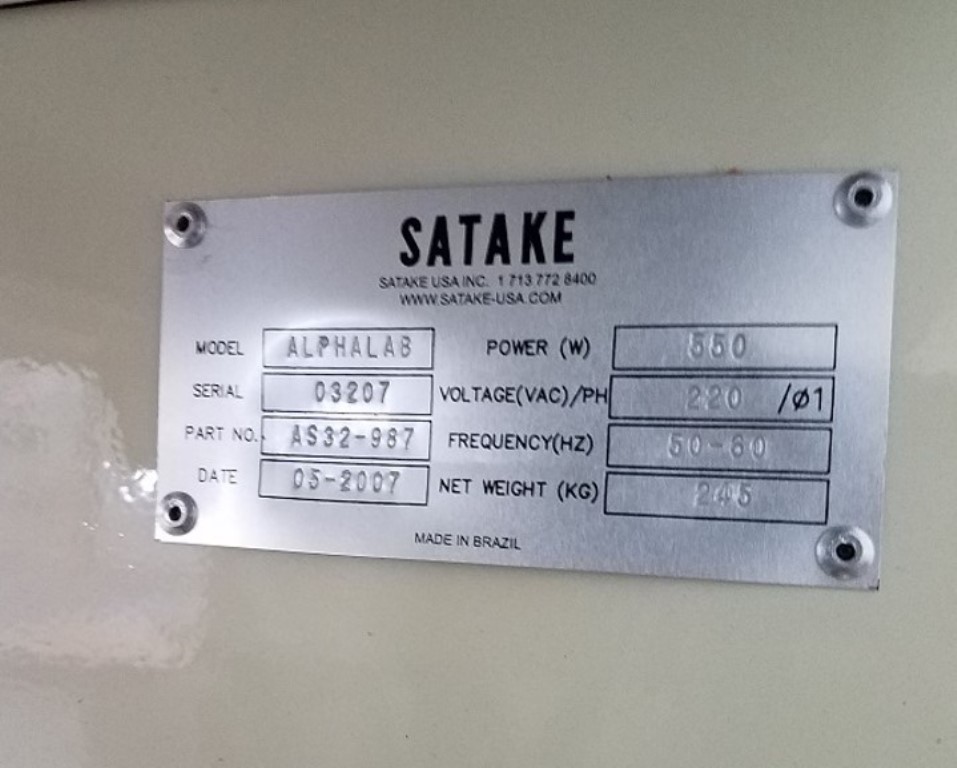 SATAKE
SATAKE USA INC. 1 713 772 8400
WWW.SATAKE-USA.COM
MODEL ALPHALAB POWER (W) 550
SERIAL 03207 VOLTAGE(VAC)/PH 220 /ø1
PART NO. AS32-987 FREQUENCY(HZ) 50-60
DATE 05-2007 NET WEIGHT (KG) 245
MADE IN BRAZIL